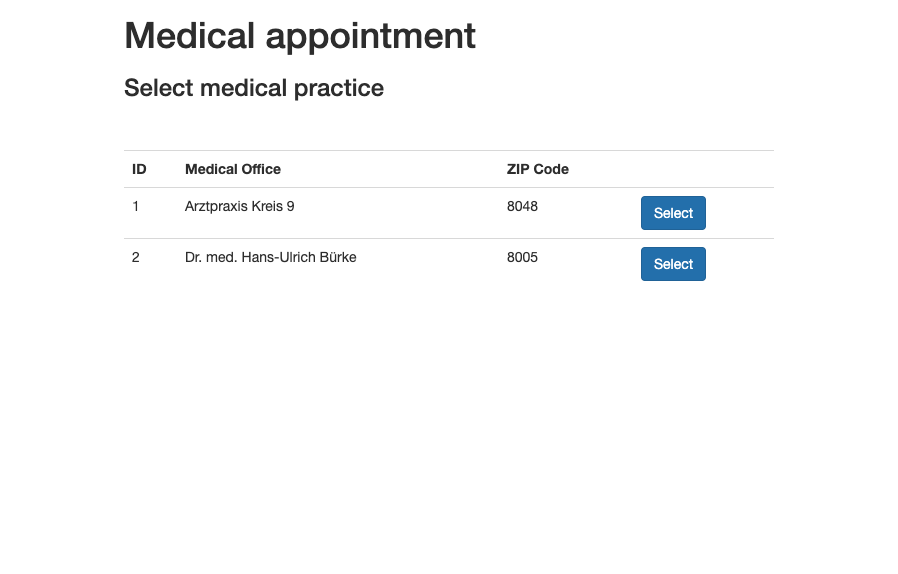 Medical appointment
Select medical practice
ID Medical Office ZIP Code
1 Arztpraxis Kreis 9 8048 Select
2 Dr. med. Hans-Ulrich Bürke 8005 Select